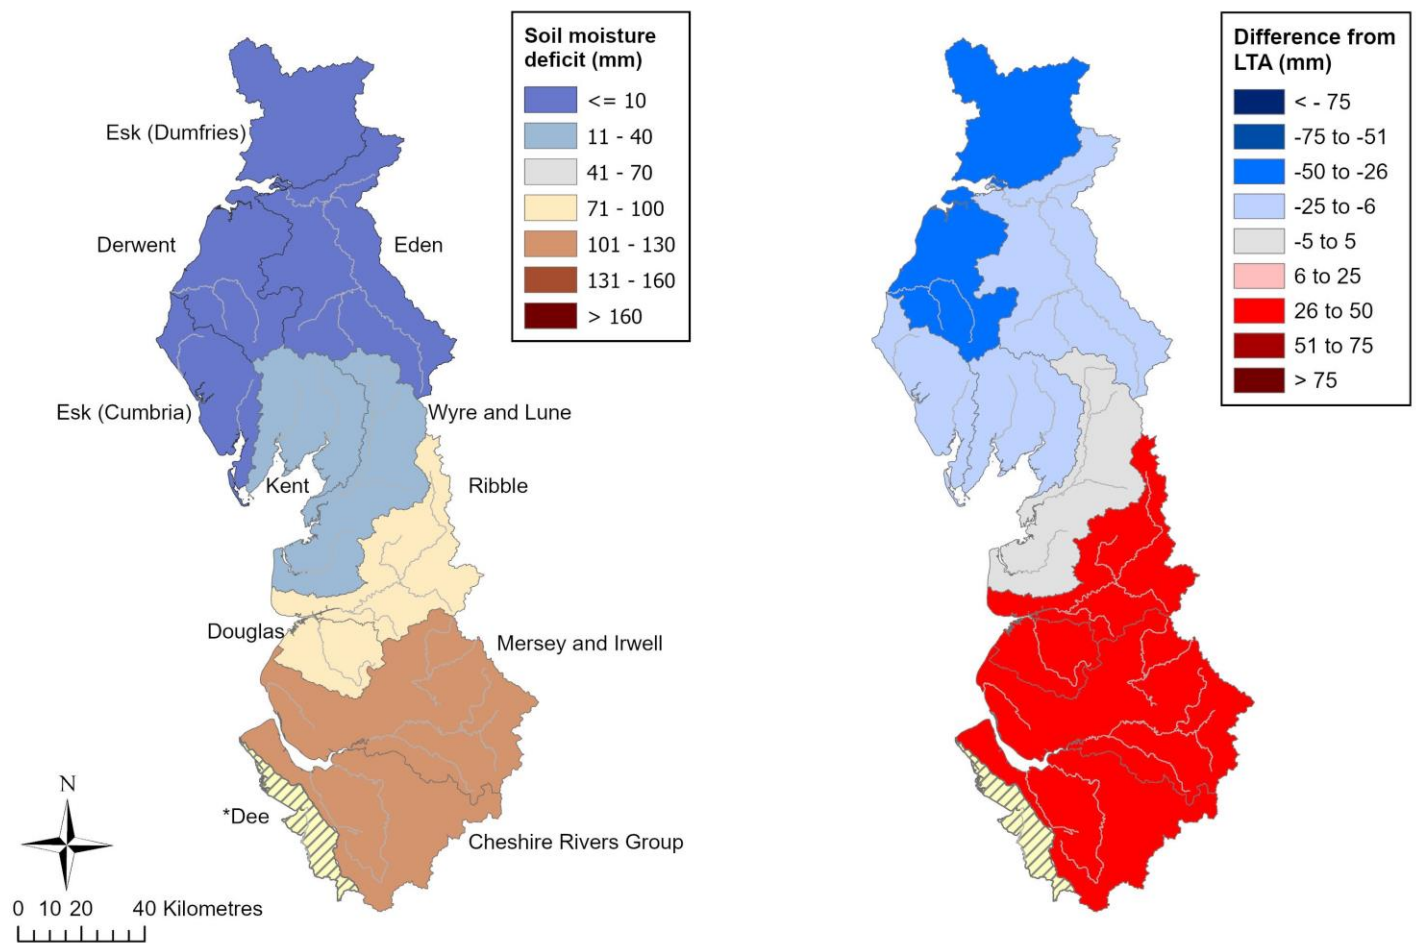 Soil moisture
deficit (mm)
<= 10
11 - 40
41 - 70
71 - 100
101 - 130
131 - 160
> 160
Esk (Dumfries)
Derwent
Eden
Esk (Cumbria)
Wyre and Lune
Kent
Ribble
Douglas
Mersey and Irwell
*Dee
Cheshire Rivers Group
N
0 10 20 40 Kilometres
Difference from
LTA (mm)
< - 75
-75 to -51
-50 to -26
-25 to -6
-5 to 5
6 to 25
26 to 50
51 to 75
> 75